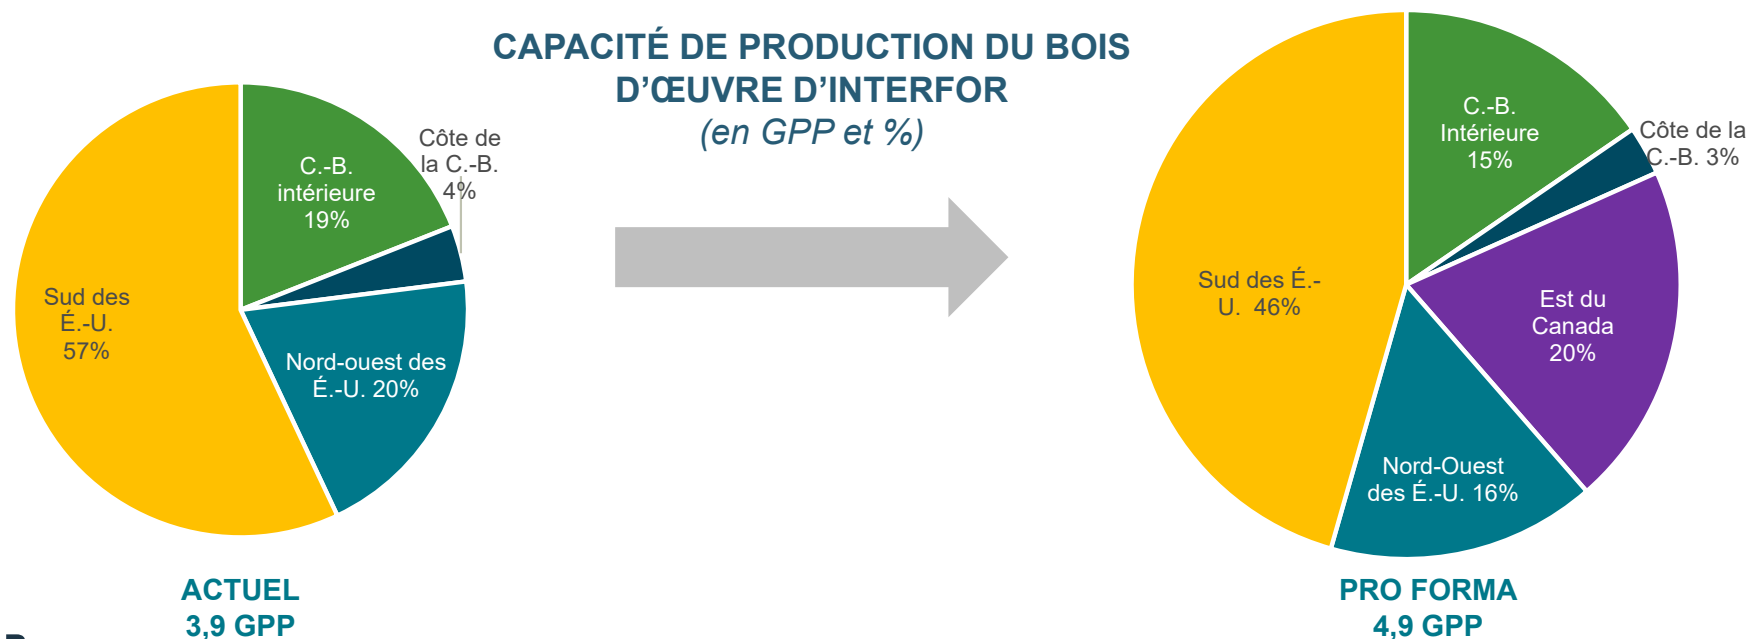 CAPACITÉ DE PRODUCTION DU BOIS
D’ŒUVRE D’INTERFOR
(en GPP et %)
C.-B.
intérieure
19%
Côte de
la C.-B.
4%
Nord-ouest des
É.-U. 20%
Sud des
É.-U.
57%
ACTUEL
3,9 GPP
C.-B.
Intérieure
15%
Côte de la
C.-B. 3%
Est du
Canada
20%
Nord-Ouest
des É.-U. 16%
Sud des É.-
U. 46%
PRO FORMA
4,9 GPP